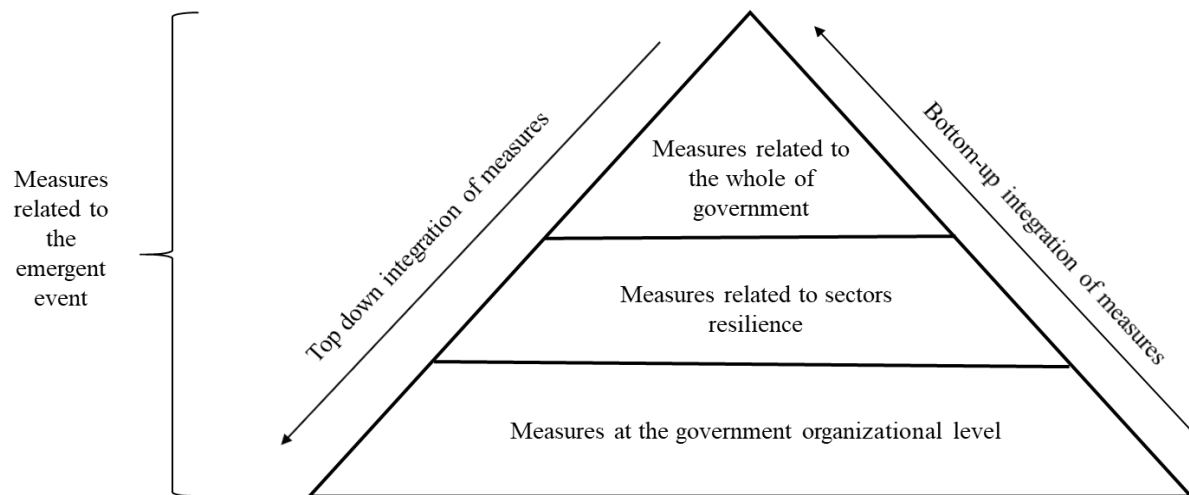 Measures
related to
the
emergent
event
Top down integration of measures
Measures related to
the whole of
government
Measures related to sectors
resilience
Measures at the government organizational level
Bottom-up integration of measures